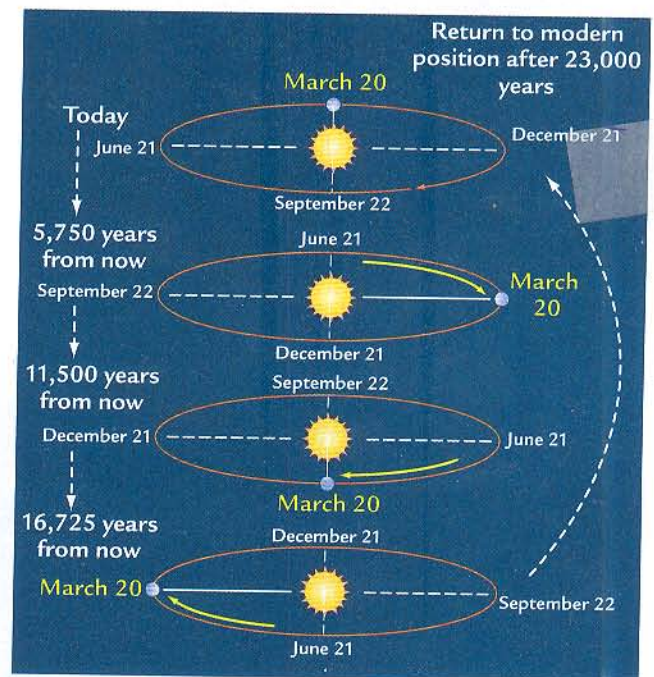 Return to modern
position after 23,000
years
March 20
Today
June 21
December 21
September 22
5,750 years
from now
June 21
September 22
March
20
December 21
11,500 years
from now
September 22
December 21
June 21
March 20
16,725 years
from now
December 21
March 20
September 22
June 21